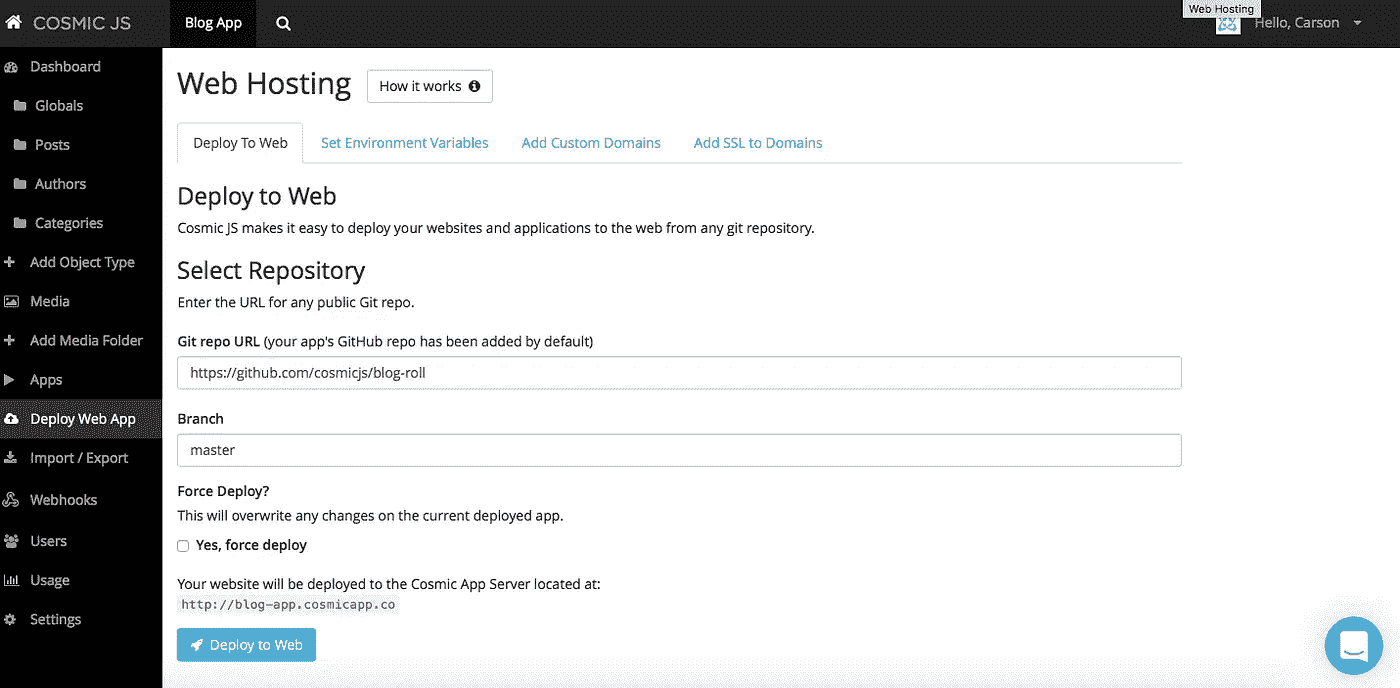 COSMIC JS
Blog App
Web Hosting
Hello, Carson
Dashboard
Globals
Posts
Authors
Categories
Add Object Type
Media
Add Media Folder
Apps
Deploy Web App
Import / Export
Webhooks
Users
Usage
Settings
Web Hosting
How it works
Deploy To Web
Set Environment Variables
Add Custom Domains
Add SSL to Domains
Deploy to Web
Cosmic JS makes it easy to deploy your websites and applications to the web from any git repository.
Select Repository
Enter the URL for any public Git repo.
Git repo URL (your app's GitHub repo has been added by default)
https://github.com/cosmicjs/blog-roll
Branch
master
Force Deploy?
This will overwrite any changes on the current deployed app.
Yes, force deploy
Your website will be deployed to the Cosmic App Server located at:
http://blog-app.cosmicapp.co
Deploy to Web